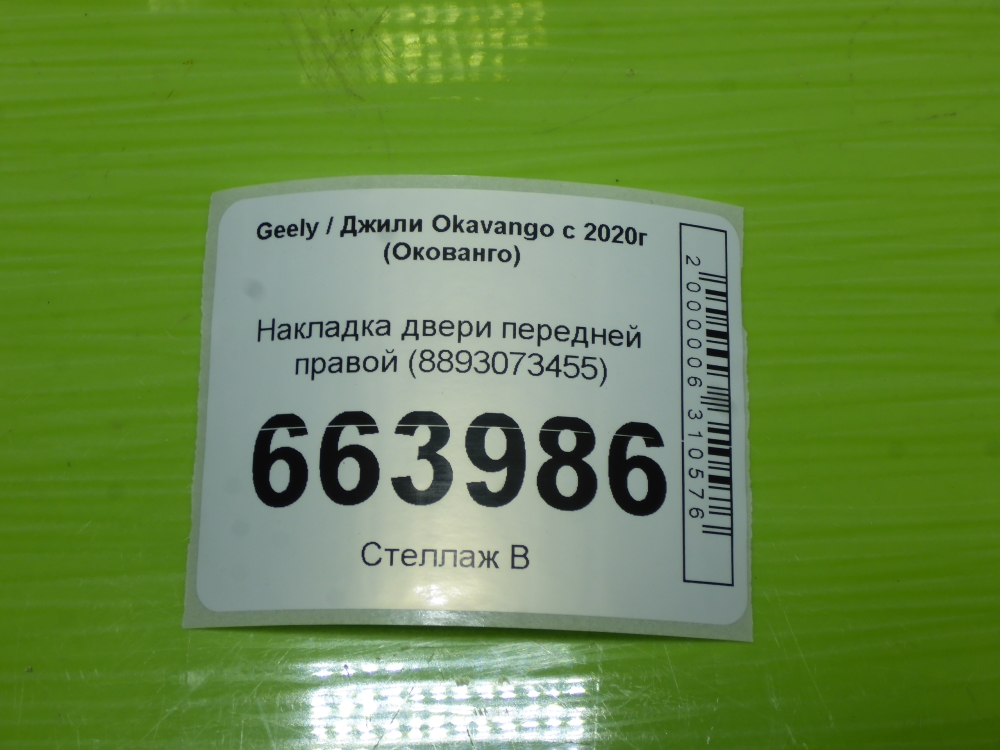 Geely / Джили Okavango с 2020г
(Окованго)
Накладка двери передней
правой (8893073455)
663986
Стеллаж В
2000006310576